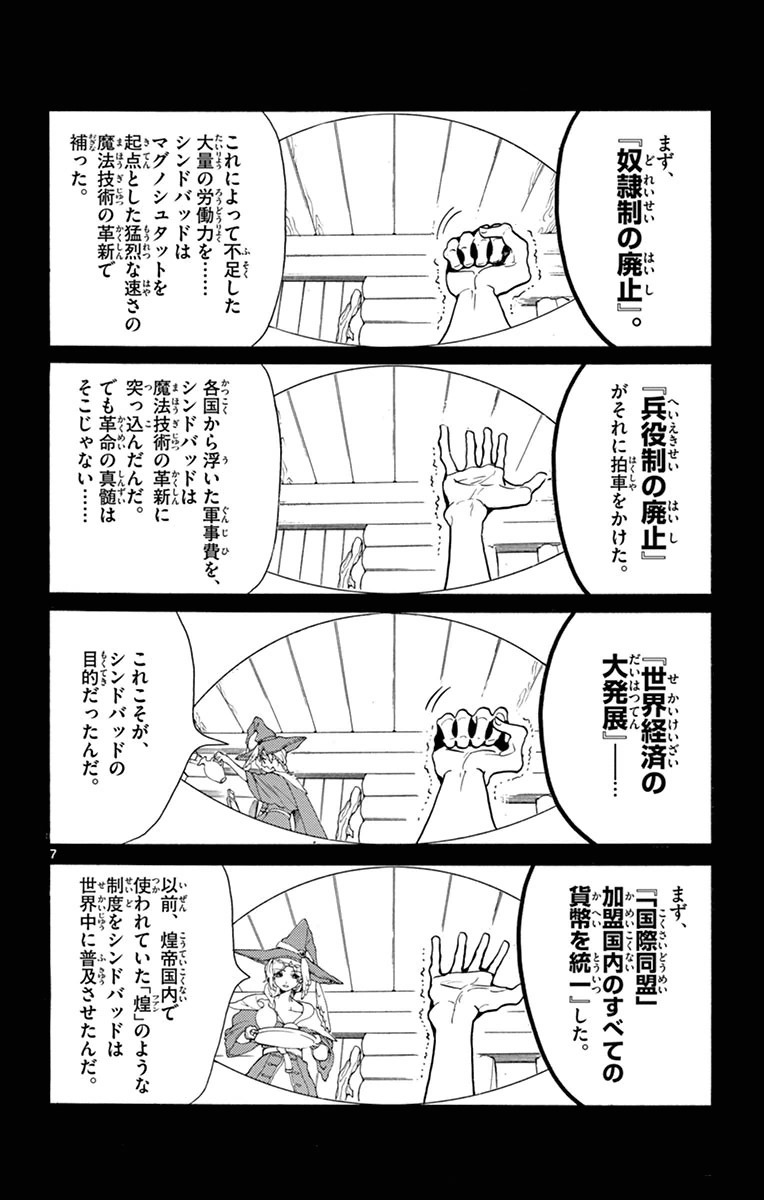 まず、
『奴隷制の廃止』。
これによって不足した
大量の労働力を……
シンドバッドは
マグノシュタットを
起点とした猛烈な速さの
魔法技術の革新で
補った。
『兵役制の廃止』
がそれに拍車をかけた。
各国から浮いた軍事費を、
シンドバッドは
魔法技術の革新に
突っ込んだんだ。
でも革命の真髄は
そこじゃない……
『世界経済の
大発展』――…
これこそが、
シンドバッドの
目的だったんだ。
7
まず、
『「国際同盟」
加盟国内のすべての
貨幣を統一』した。
以前、煌帝国内で
使われていた「煌」のような
制度をシンドバッドは
世界中に普及させたんだ。